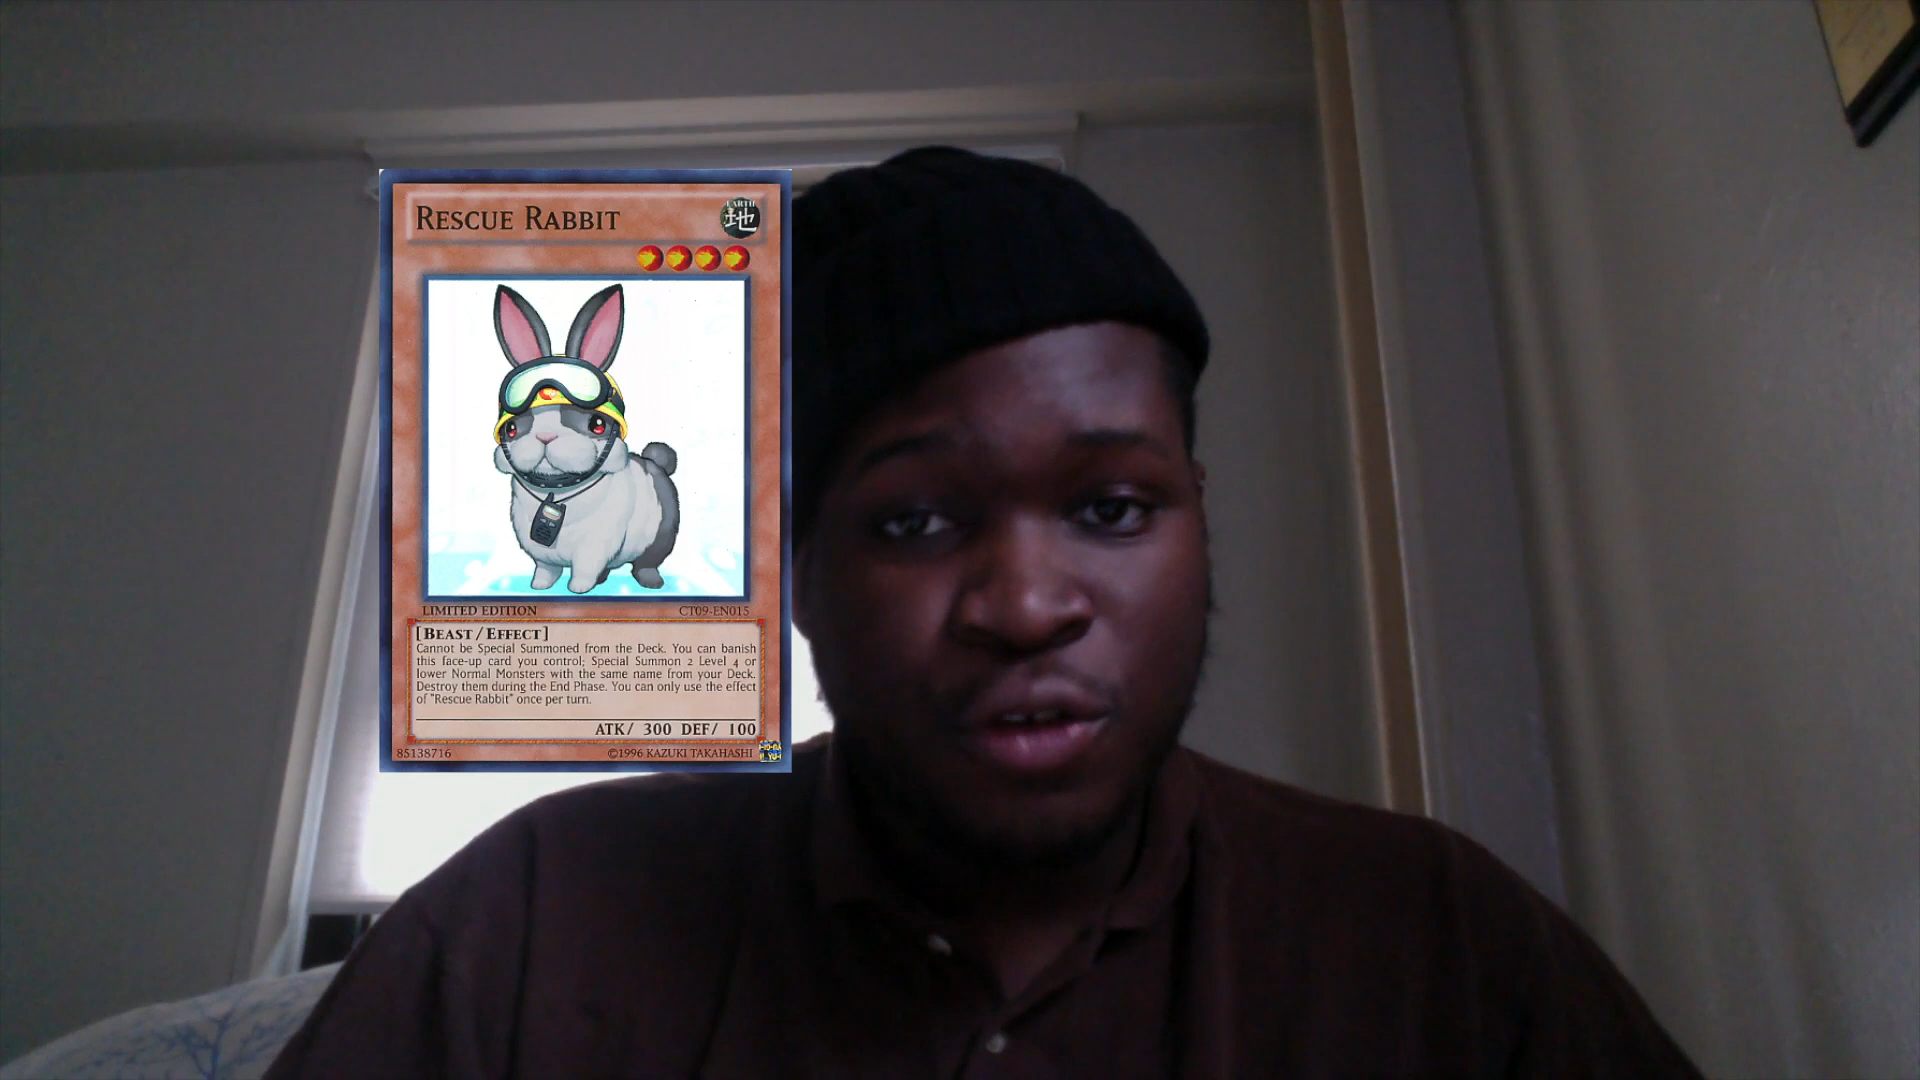 RESCUE RABBIT
EARTH
地
LIMITED EDITION
CT09-EN015
[BEAST/EFFECT]
Cannot be Special Summoned from the Deck. You can banish
this face-up card you control; Special Summon 2 Level 4 or
lower Normal Monsters with the same name from your Deck.
Destroy them during the End Phase. You can only use the effect
of "Rescue Rabbit" once per turn.
ATK/ 300 DEF/ 100
85138716
©1996 KAZUKI TAKAHASHI